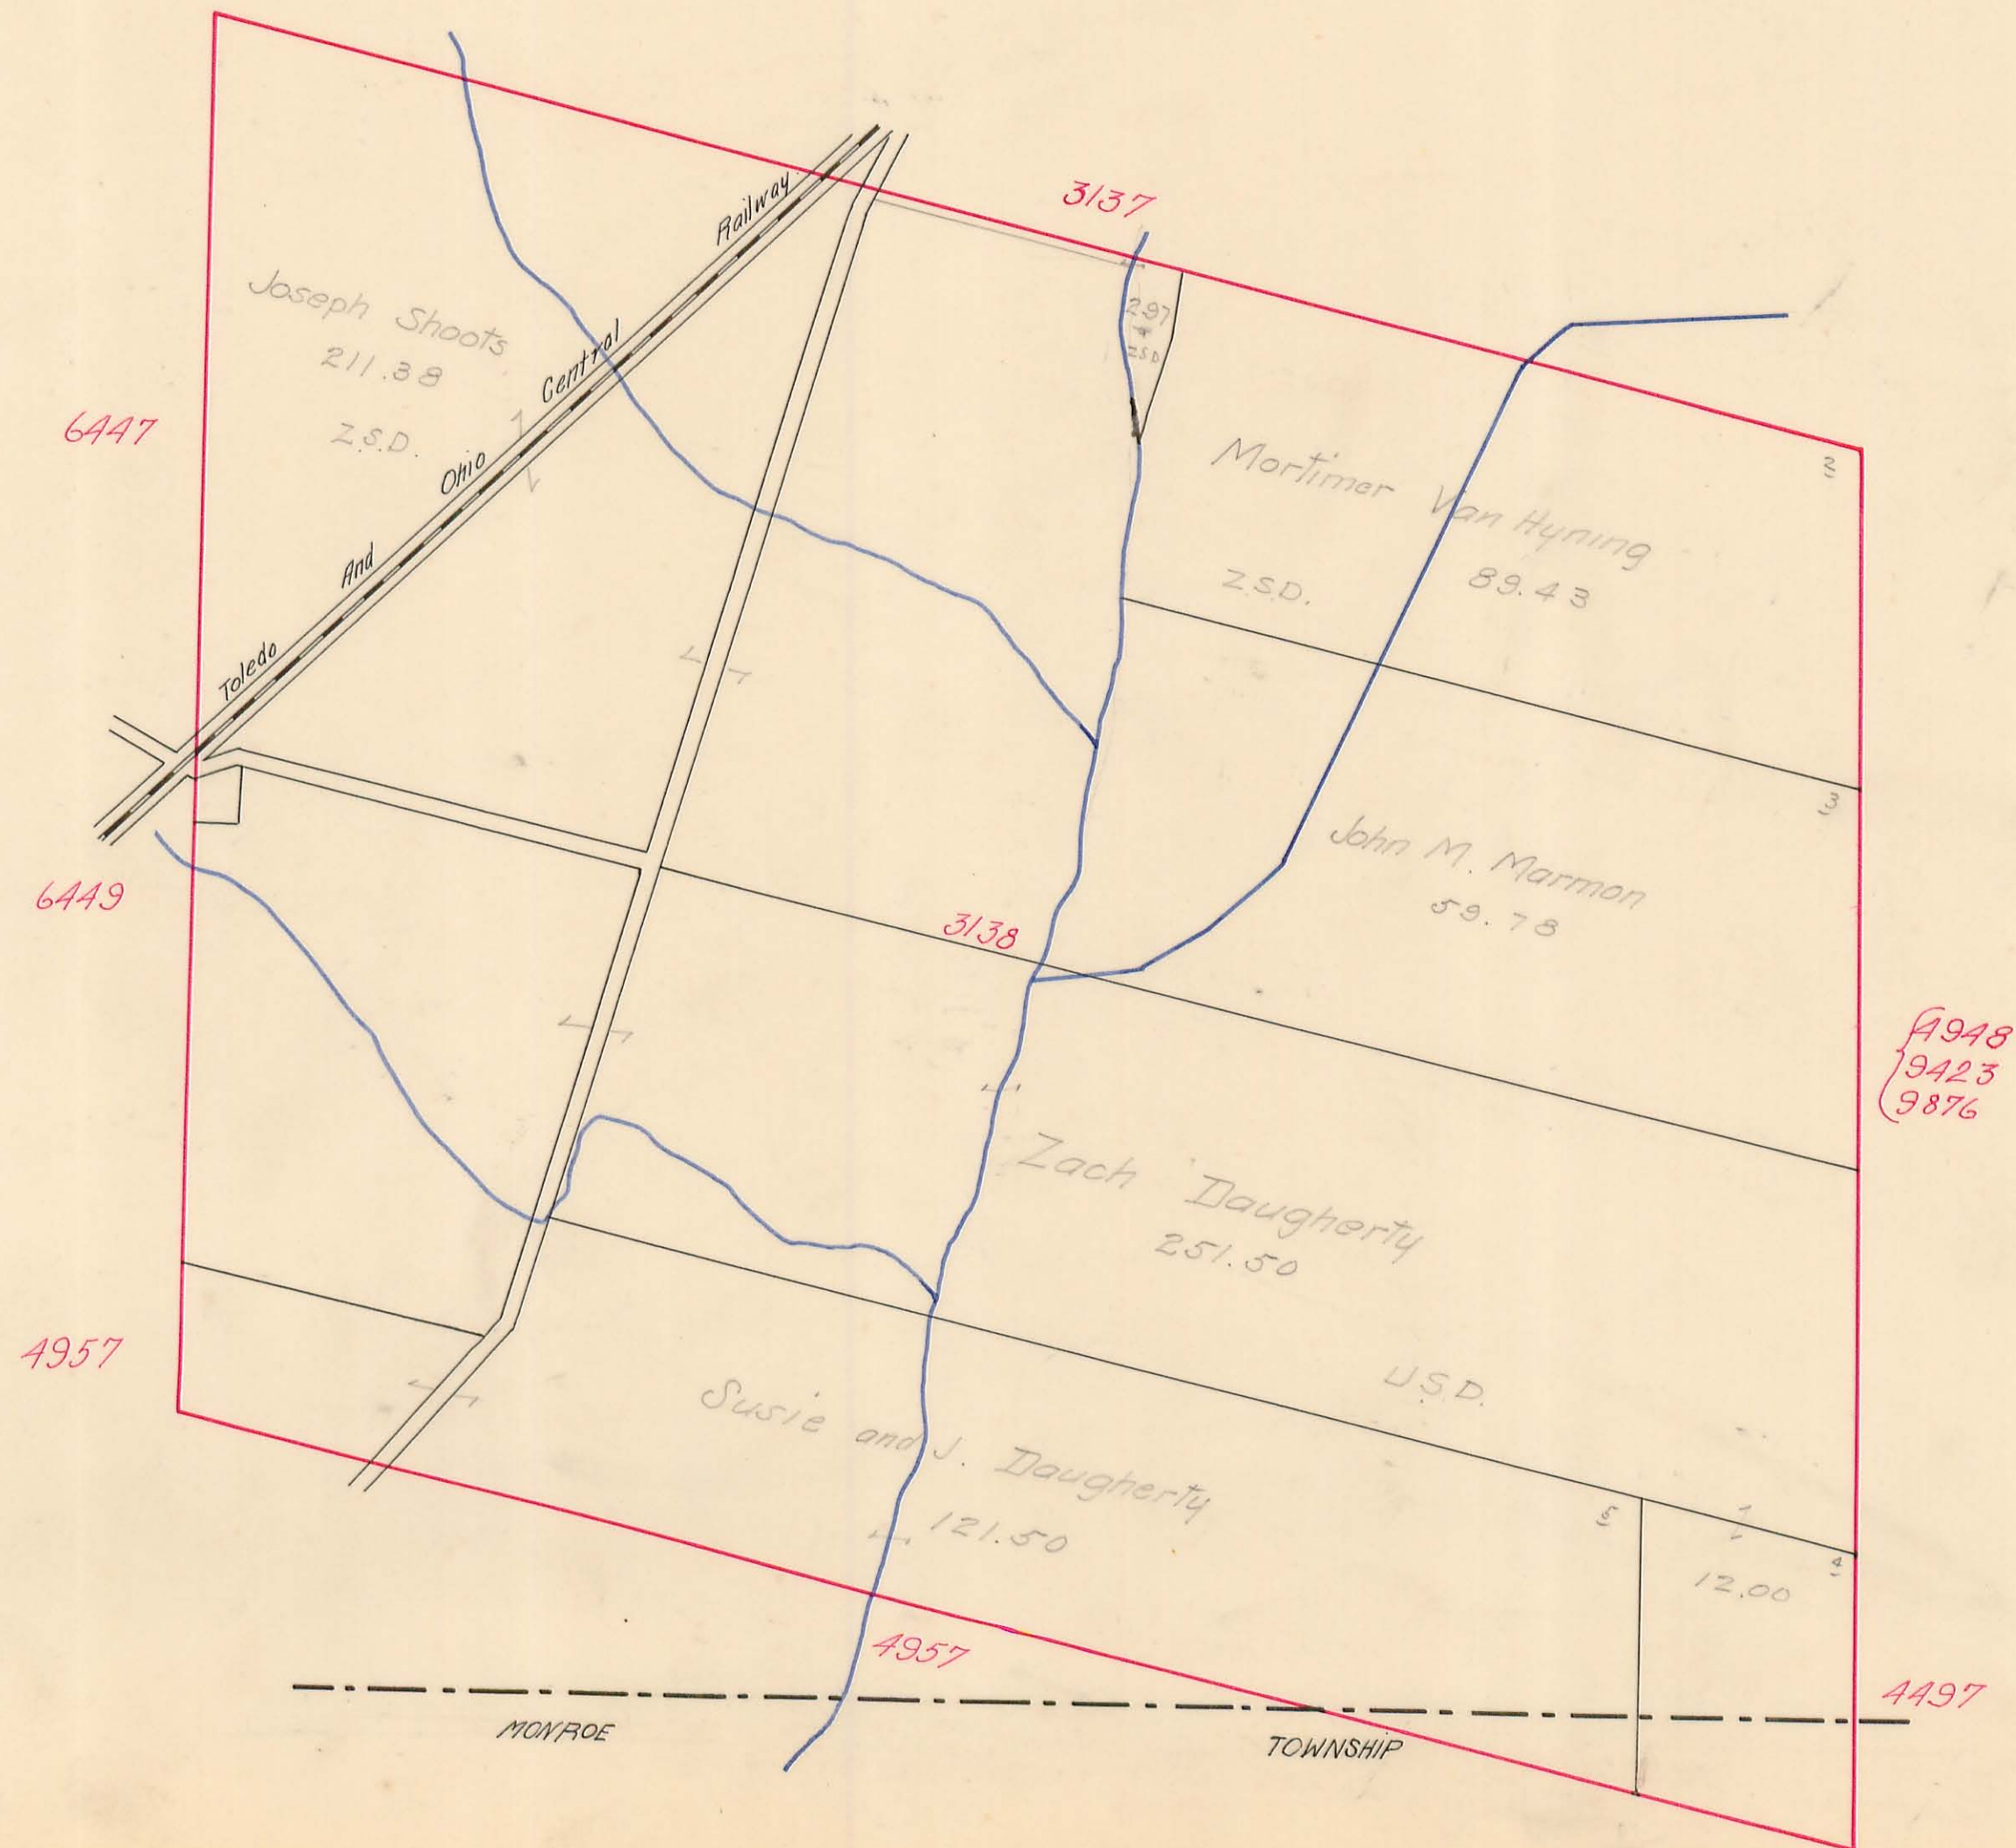 3137
2.97
Z.S.D
Joseph Shoots
211.38
Z.S.D.
Toledo And Ohio Central Railway
6447
2
Mortimer Van Hyning
Z.S.D.
89.43
3
John M. Marmon
59.78
6449
3138
4948
9423
9876
Zach Daugherty
251.50
U.S.D.
4957
Susie and J. Daugherty
121.50
5
4
12.00
4957
4497
MONROE TOWNSHIP